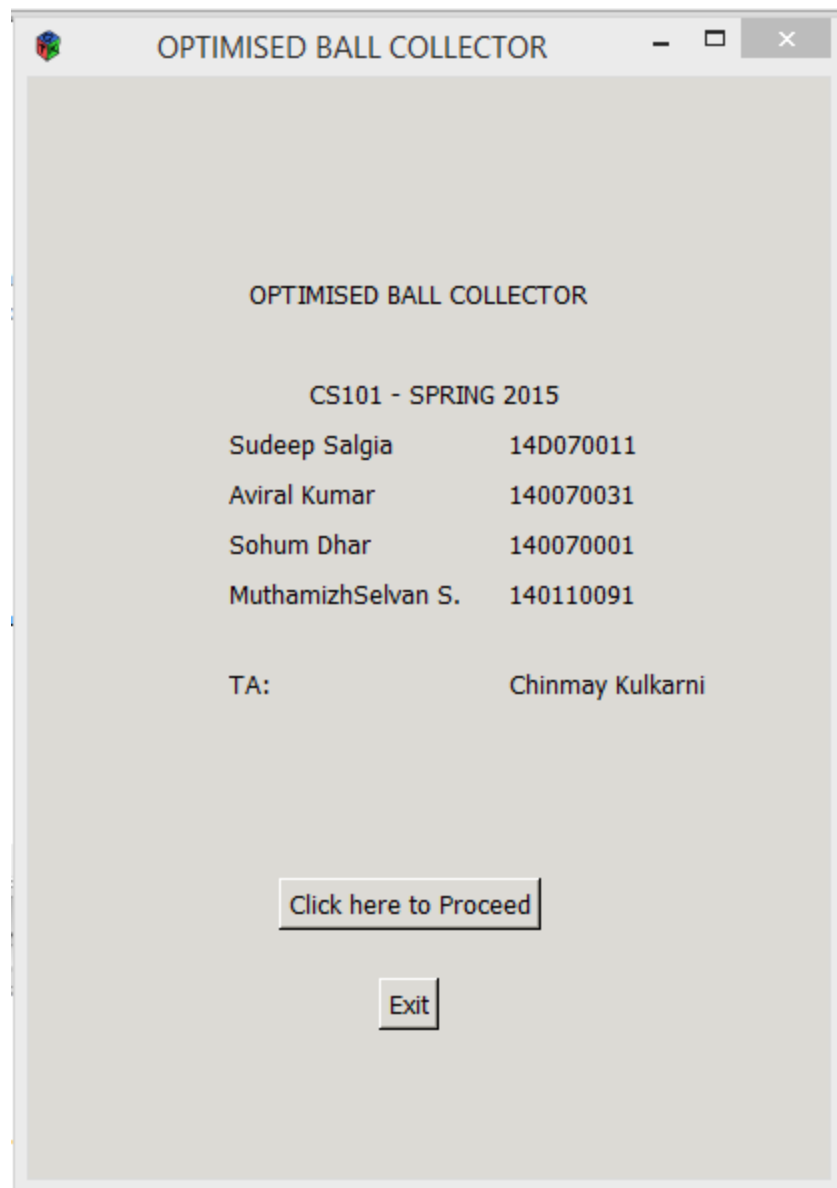 OPTIMISED BALL COLLECTOR
OPTIMISED BALL COLLECTOR
CS101 - SPRING 2015
Sudeep Salgia 14D070011
Aviral Kumar 140070031
Sohum Dhar 140070001
MuthamizhSelvan S. 140110091
TA: Chinmay Kulkarni
Click here to Proceed
Exit